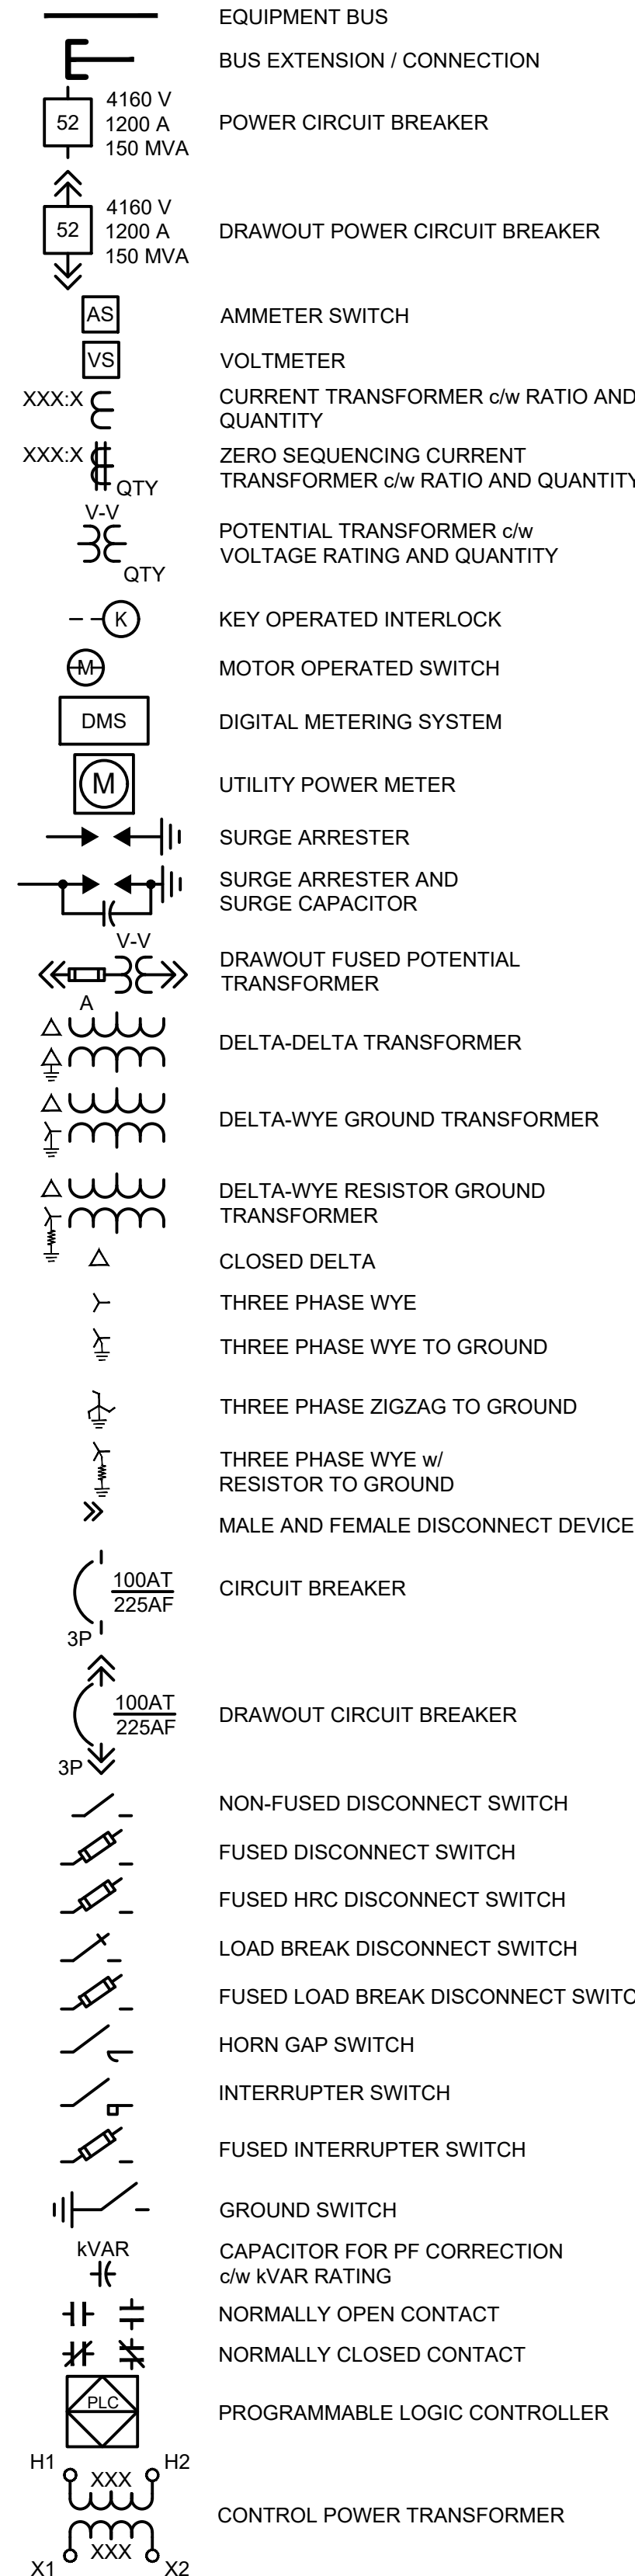 EQUIPMENT BUS
BUS EXTENSION / CONNECTION
52
4160 V
1200 A
150 MVA
POWER CIRCUIT BREAKER
52
4160 V
1200 A
150 MVA
DRAWOUT POWER CIRCUIT BREAKER
AS
AMMETER SWITCH
VS
VOLTMETER
XXX:X
CURRENT TRANSFORMER c/w RATIO AND
QUANTITY
XXX:X
QTY
ZERO SEQUENCING CURRENT
TRANSFORMER c/w RATIO AND QUANTITY
V-V
QTY
POTENTIAL TRANSFORMER c/w
VOLTAGE RATING AND QUANTITY
K
KEY OPERATED INTERLOCK
M
MOTOR OPERATED SWITCH
DMS
DIGITAL METERING SYSTEM
M
UTILITY POWER METER
SURGE ARRESTER
SURGE ARRESTER AND
SURGE CAPACITOR
V-V
A
DRAWOUT FUSED POTENTIAL
TRANSFORMER
DELTA-DELTA TRANSFORMER
DELTA-WYE GROUND TRANSFORMER
DELTA-WYE RESISTOR GROUND
TRANSFORMER
CLOSED DELTA
THREE PHASE WYE
THREE PHASE WYE TO GROUND
THREE PHASE ZIGZAG TO GROUND
THREE PHASE WYE w/
RESISTOR TO GROUND
MALE AND FEMALE DISCONNECT DEVICE
100AT
225AF
3P
CIRCUIT BREAKER
100AT
225AF
3P
DRAWOUT CIRCUIT BREAKER
NON-FUSED DISCONNECT SWITCH
FUSED DISCONNECT SWITCH
FUSED HRC DISCONNECT SWITCH
LOAD BREAK DISCONNECT SWITCH
FUSED LOAD BREAK DISCONNECT SWITC
HORN GAP SWITCH
INTERRUPTER SWITCH
FUSED INTERRUPTER SWITCH
GROUND SWITCH
kVAR
CAPACITOR FOR PF CORRECTION
c/w kVAR RATING
NORMALLY OPEN CONTACT
NORMALLY CLOSED CONTACT
PLC
PROGRAMMABLE LOGIC CONTROLLER
H1
XXX
H2
CONTROL POWER TRANSFORMER
X1
XXX
X2